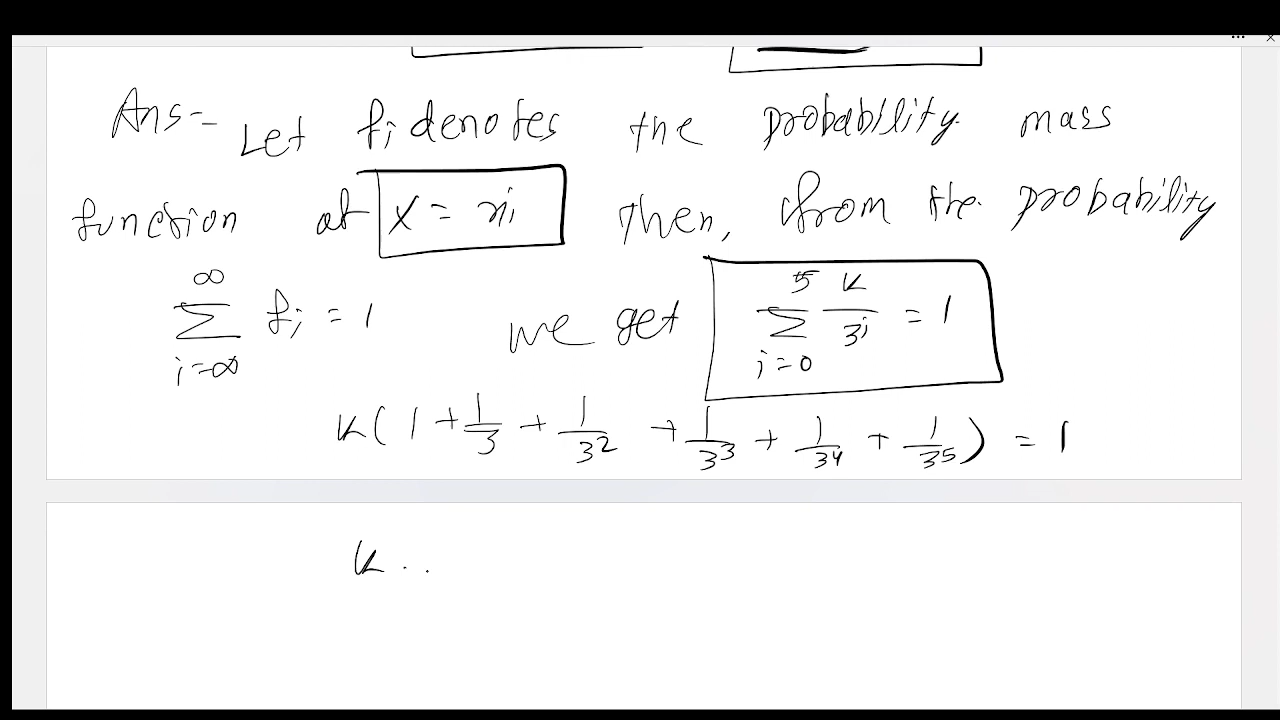 Ans- Let fi denotes the probability mass
function at X = xi then, from the probability
∞ ∑ i=-∞ fi = 1 we get 5 ∑ i=0 K/3^i = 1
K(1 + 1/3 + 1/3² + 1/3³ + 1/3⁴ + 1/3⁵) = 1
K ..